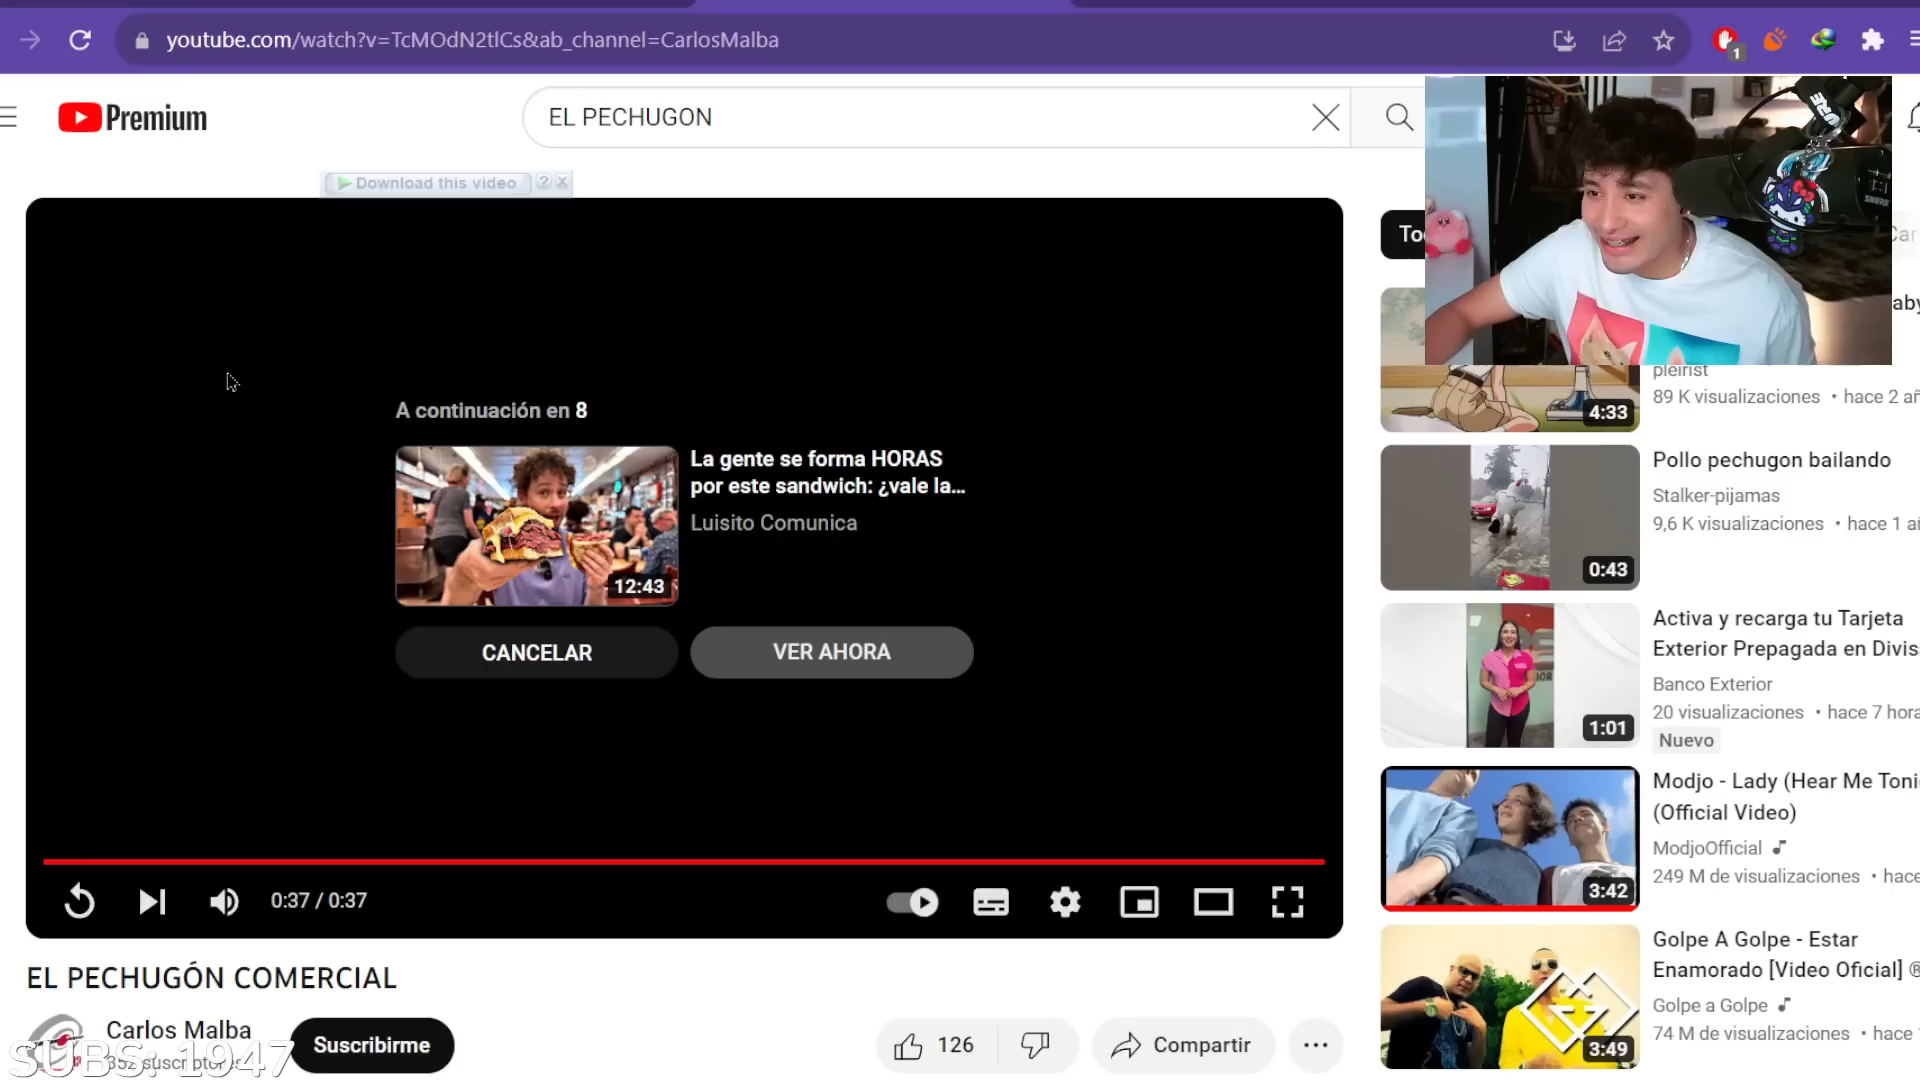 youtube.com/watch?v=TcMOdN2tlCs&ab_channel=CarlosMalba
1
Premium
EL PECHUGON
Download this video
?
SHURE
A continuación en 8
La gente se forma HORAS
por este sandwich: ¿vale la...
Luisito Comunica
12:43
CANCELAR
VER AHORA
0:37 / 0:37
EL PECHUGÓN COMERCIAL
Carlos Malba
Suscribirme
126
Compartir
SUBS: 1947
pleirist
89 K visualizaciones • hace 2 añ
4:33
Pollo pechugon bailando
Stalker-pijamas
9,6 K visualizaciones • hace 1 añ
0:43
Activa y recarga tu Tarjeta
Exterior Prepagada en Divis
Banco Exterior
20 visualizaciones • hace 7 hora
Nuevo
1:01
Modjo - Lady (Hear Me Toni
(Official Video)
ModjoOfficial
249 M de visualizaciones • hace
3:42
Golpe A Golpe - Estar
Enamorado [Video Oficial] ®
Golpe a Golpe
74 M de visualizaciones • hace
3:49